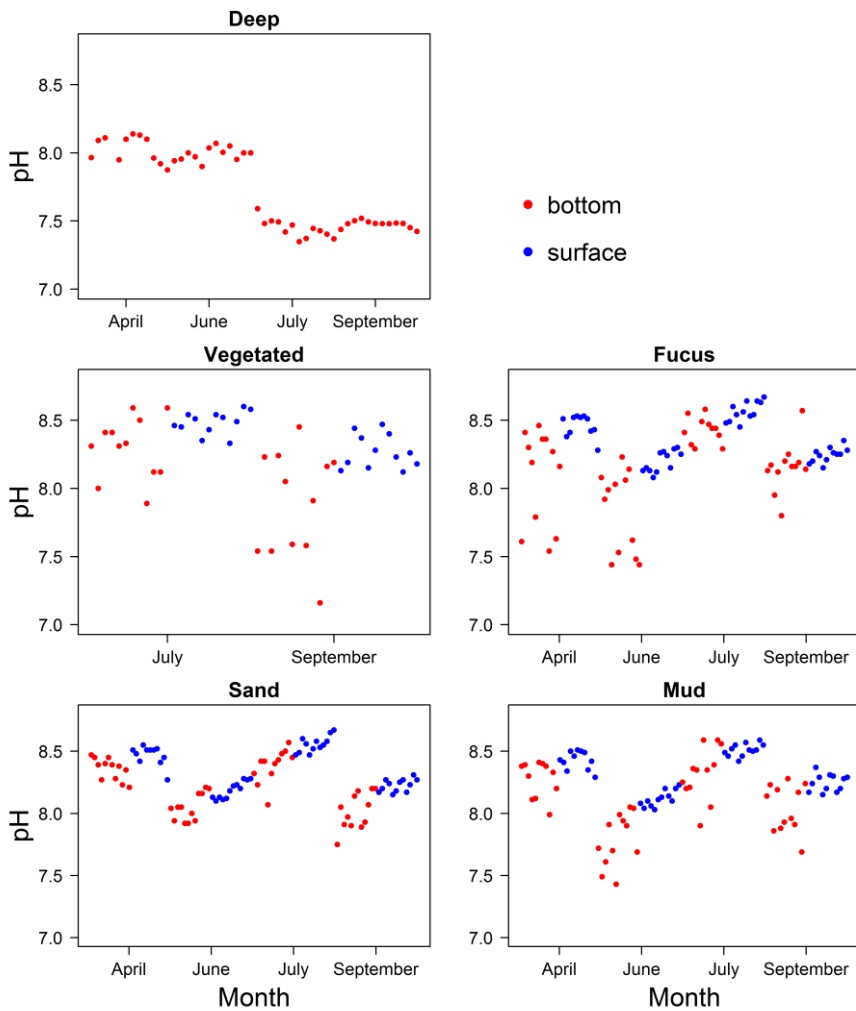 Deep
8.5
8.0
7.5
7.0
pH
April June July September
bottom
surface
Vegetated
8.5
8.0
7.5
7.0
July September
Fucus
8.5
8.0
7.5
7.0
April June July September
Sand
8.5
8.0
7.5
7.0
pH
April June July September
Month
Mud
8.5
8.0
7.5
7.0
April June July September
Month